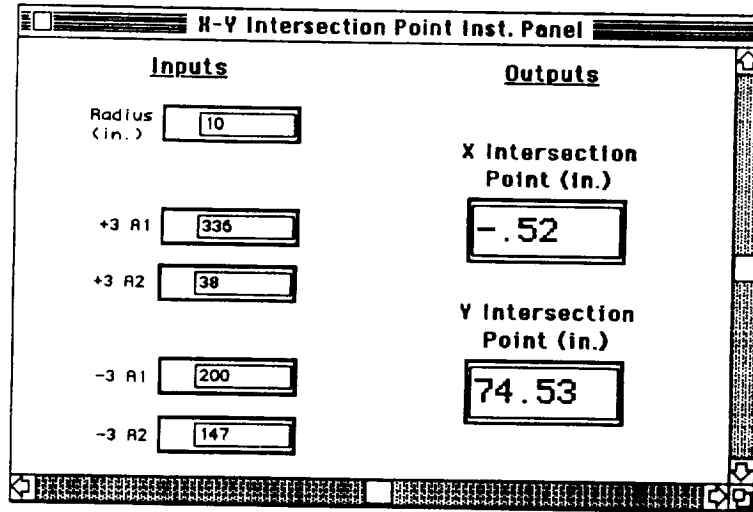 X-Y Intersection Point Inst. Panel
Inputs
Radius
(in.)
10
+3 A1
336
+3 A2
38
-3 A1
200
-3 A2
147
Outputs
X Intersection
Point (in.)
-.52
Y Intersection
Point (in.)
74.53